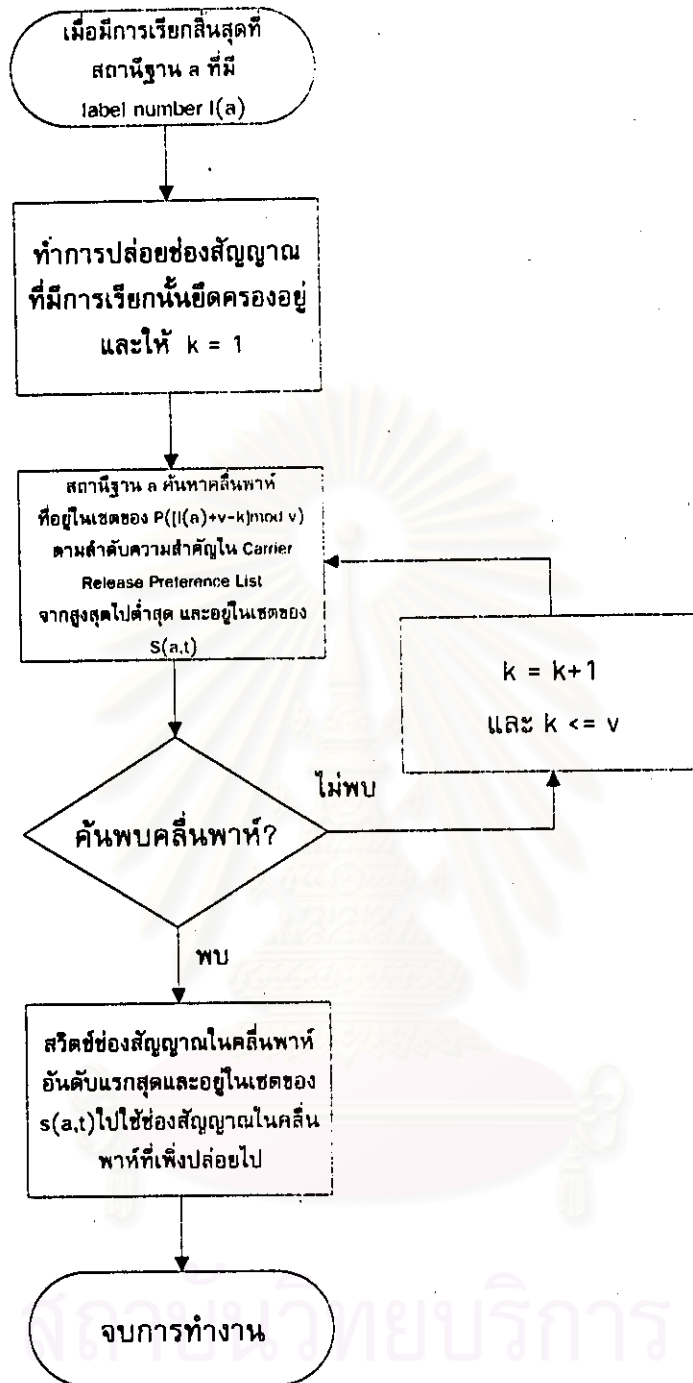 เมื่อมีการเรียกสิ้นสุดที่
สถานีฐาน a ที่มี
label number l(a)
ทำการปล่อยช่องสัญญาณ
ที่มีการเรียกนั้นยึดครองอยู่
และให้ k = 1
สถานีฐาน a ค้นหาคลื่นพาห์
ที่อยู่ในเซตของ P([l(a)+v-k]mod v)
ตามลำดับความสำคัญใน Carrier
Release Preference List
จากสูงสุดไปต่ำสุด และอยู่ในเซตของ
S(a,t)
k = k+1
และ k <= v
ไม่พบ
ค้นพบคลื่นพาห์?
พบ
สวิตช์ช่องสัญญาณในคลื่นพาห์
อันดับแรกสุดและอยู่ในเซตของ
s(a,t)ไปใช้ช่องสัญญาณในคลื่น
พาห์ที่เพิ่งปล่อยไป
จบการทำงาน
สถาบันวิทยบริการ